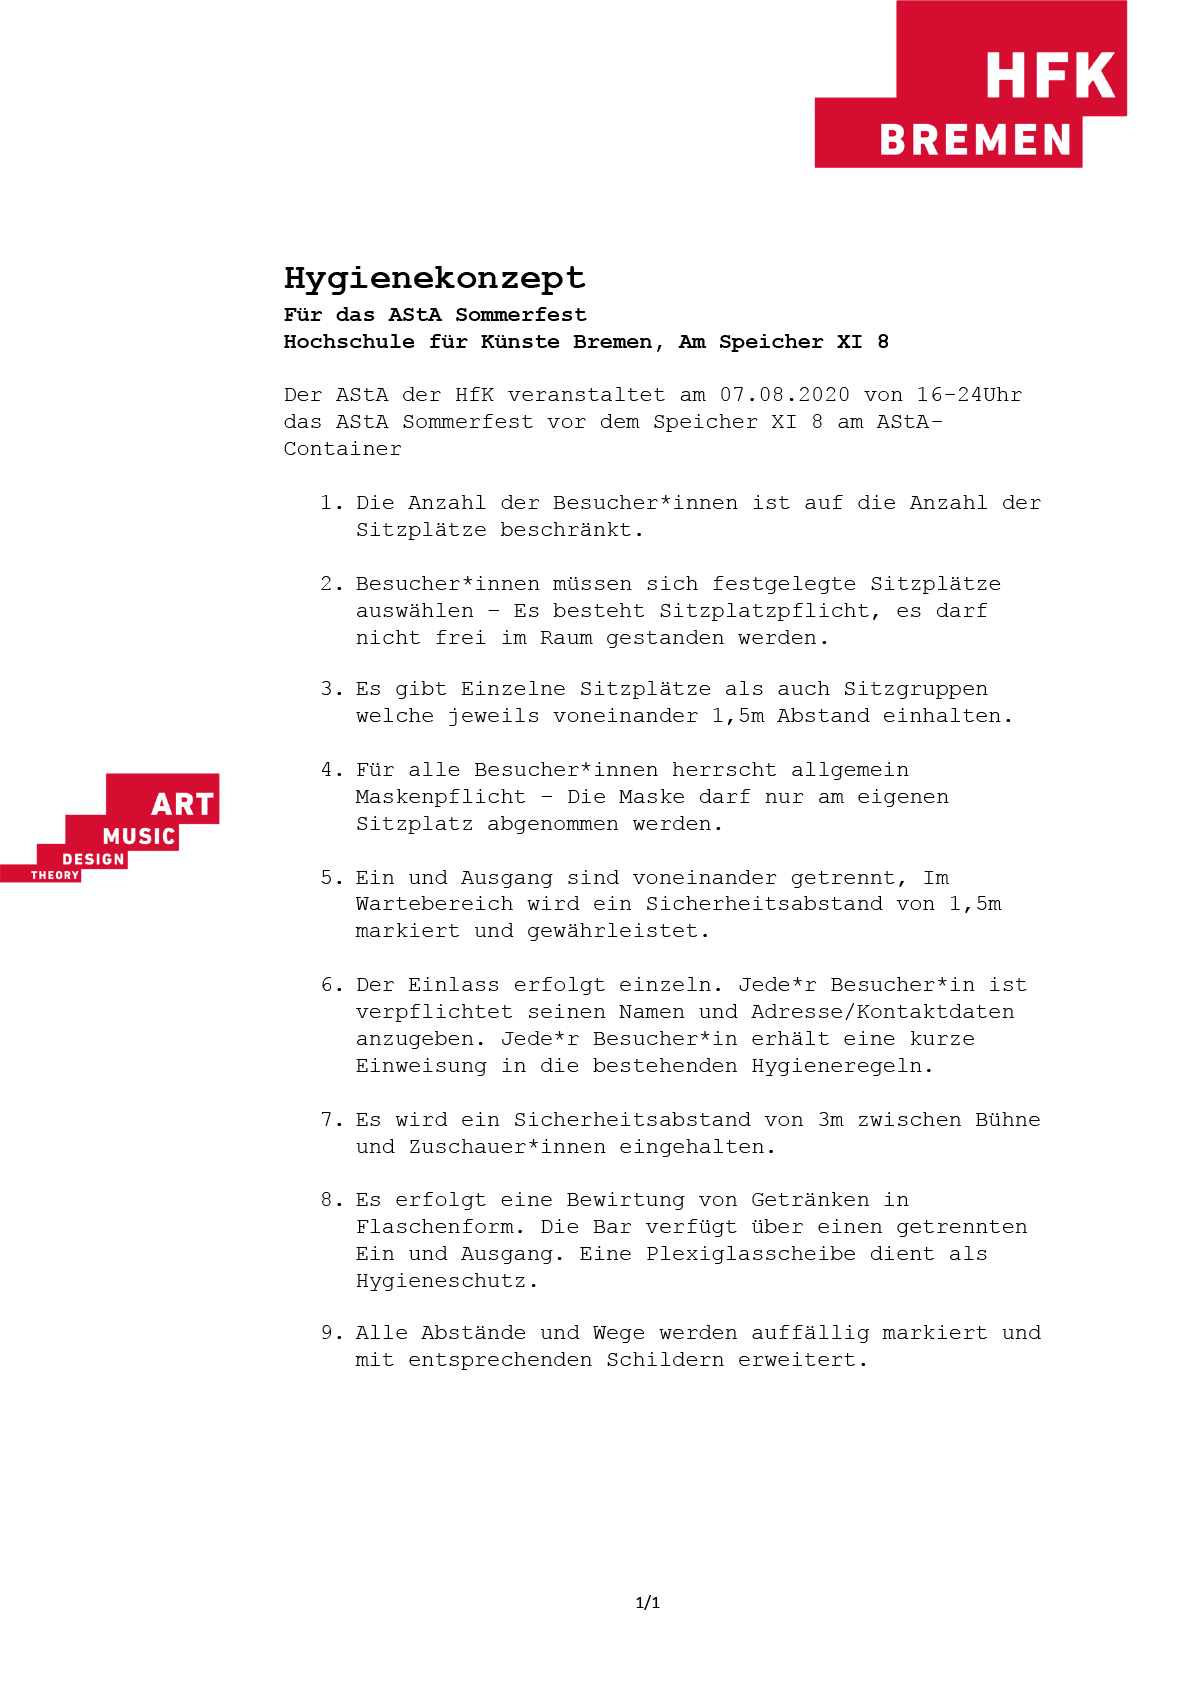 HFK
BREMEN
Hygienekonzept
Für das AStA Sommerfest
Hochschule für Künste Bremen, Am Speicher XI 8
Der AStA der HfK veranstaltet am 07.08.2020 von 16-24Uhr
das AStA Sommerfest vor dem Speicher XI 8 am AStA-
Container
1. Die Anzahl der Besucher*innen ist auf die Anzahl der
Sitzplätze beschränkt.
2. Besucher*innen müssen sich festgelegte Sitzplätze
auswählen – Es besteht Sitzplatzpflicht, es darf
nicht frei im Raum gestanden werden.
3. Es gibt Einzelne Sitzplätze als auch Sitzgruppen
welche jeweils voneinander 1,5m Abstand einhalten.
4. Für alle Besucher*innen herrscht allgemein
Maskenpflicht – Die Maske darf nur am eigenen
Sitzplatz abgenommen werden.
ART
MUSIC
DESIGN
THEORY
5. Ein und Ausgang sind voneinander getrennt, Im
Wartebereich wird ein Sicherheitsabstand von 1,5m
markiert und gewährleistet.
6. Der Einlass erfolgt einzeln. Jede*r Besucher*in ist
verpflichtet seinen Namen und Adresse/Kontaktdaten
anzugeben. Jede*r Besucher*in erhält eine kurze
Einweisung in die bestehenden Hygieneregeln.
7. Es wird ein Sicherheitsabstand von 3m zwischen Bühne
und Zuschauer*innen eingehalten.
8. Es erfolgt eine Bewirtung von Getränken in
Flaschenform. Die Bar verfügt über einen getrennten
Ein und Ausgang. Eine Plexiglasscheibe dient als
Hygieneschutz.
9. Alle Abstände und Wege werden auffällig markiert und
mit entsprechenden Schildern erweitert.
1/1